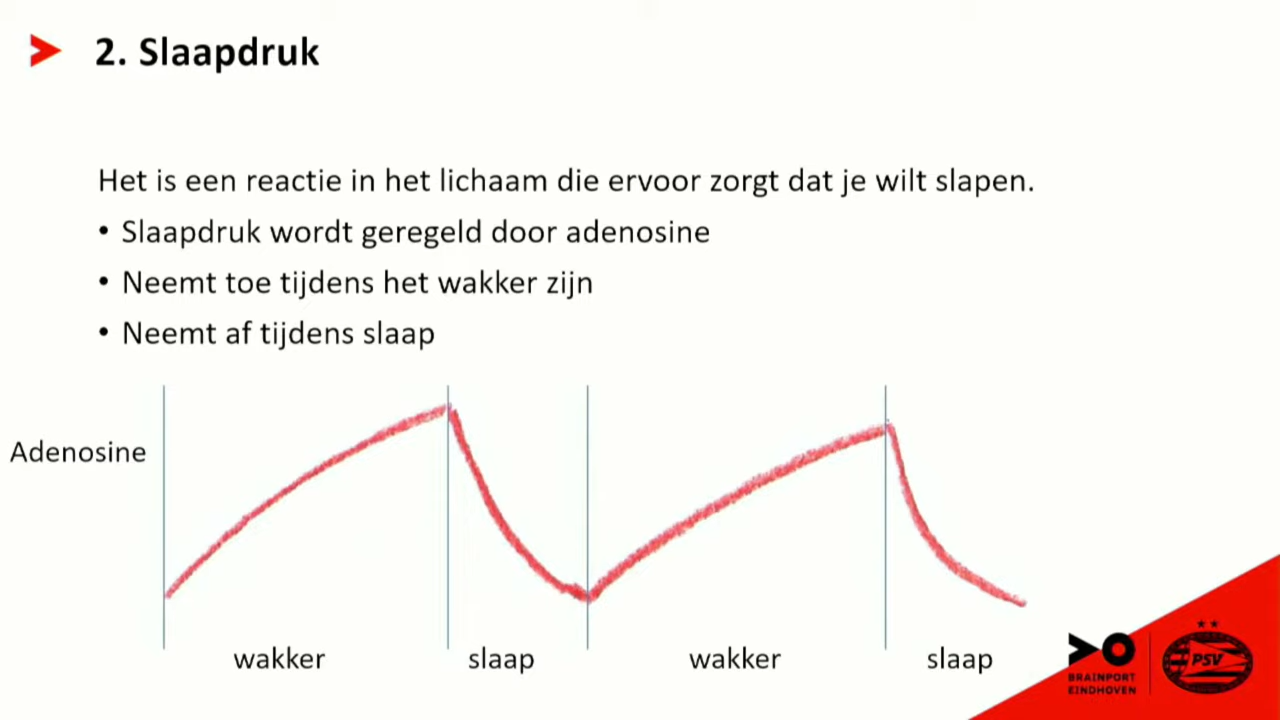 2. Slaapdruk
Het is een reactie in het lichaam die ervoor zorgt dat je wilt slapen.
• Slaapdruk wordt geregeld door adenosine
• Neemt toe tijdens het wakker zijn
• Neemt af tijdens slaap
Adenosine
wakker slaap wakker slaap
BRAINPORT
EINDHOVEN
PSV